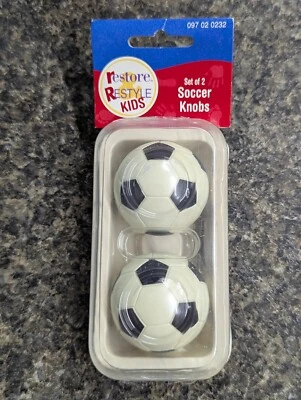 097 02 0232
restore.
RESTYLE
KIDS
Set of 2
Soccer
Knobs